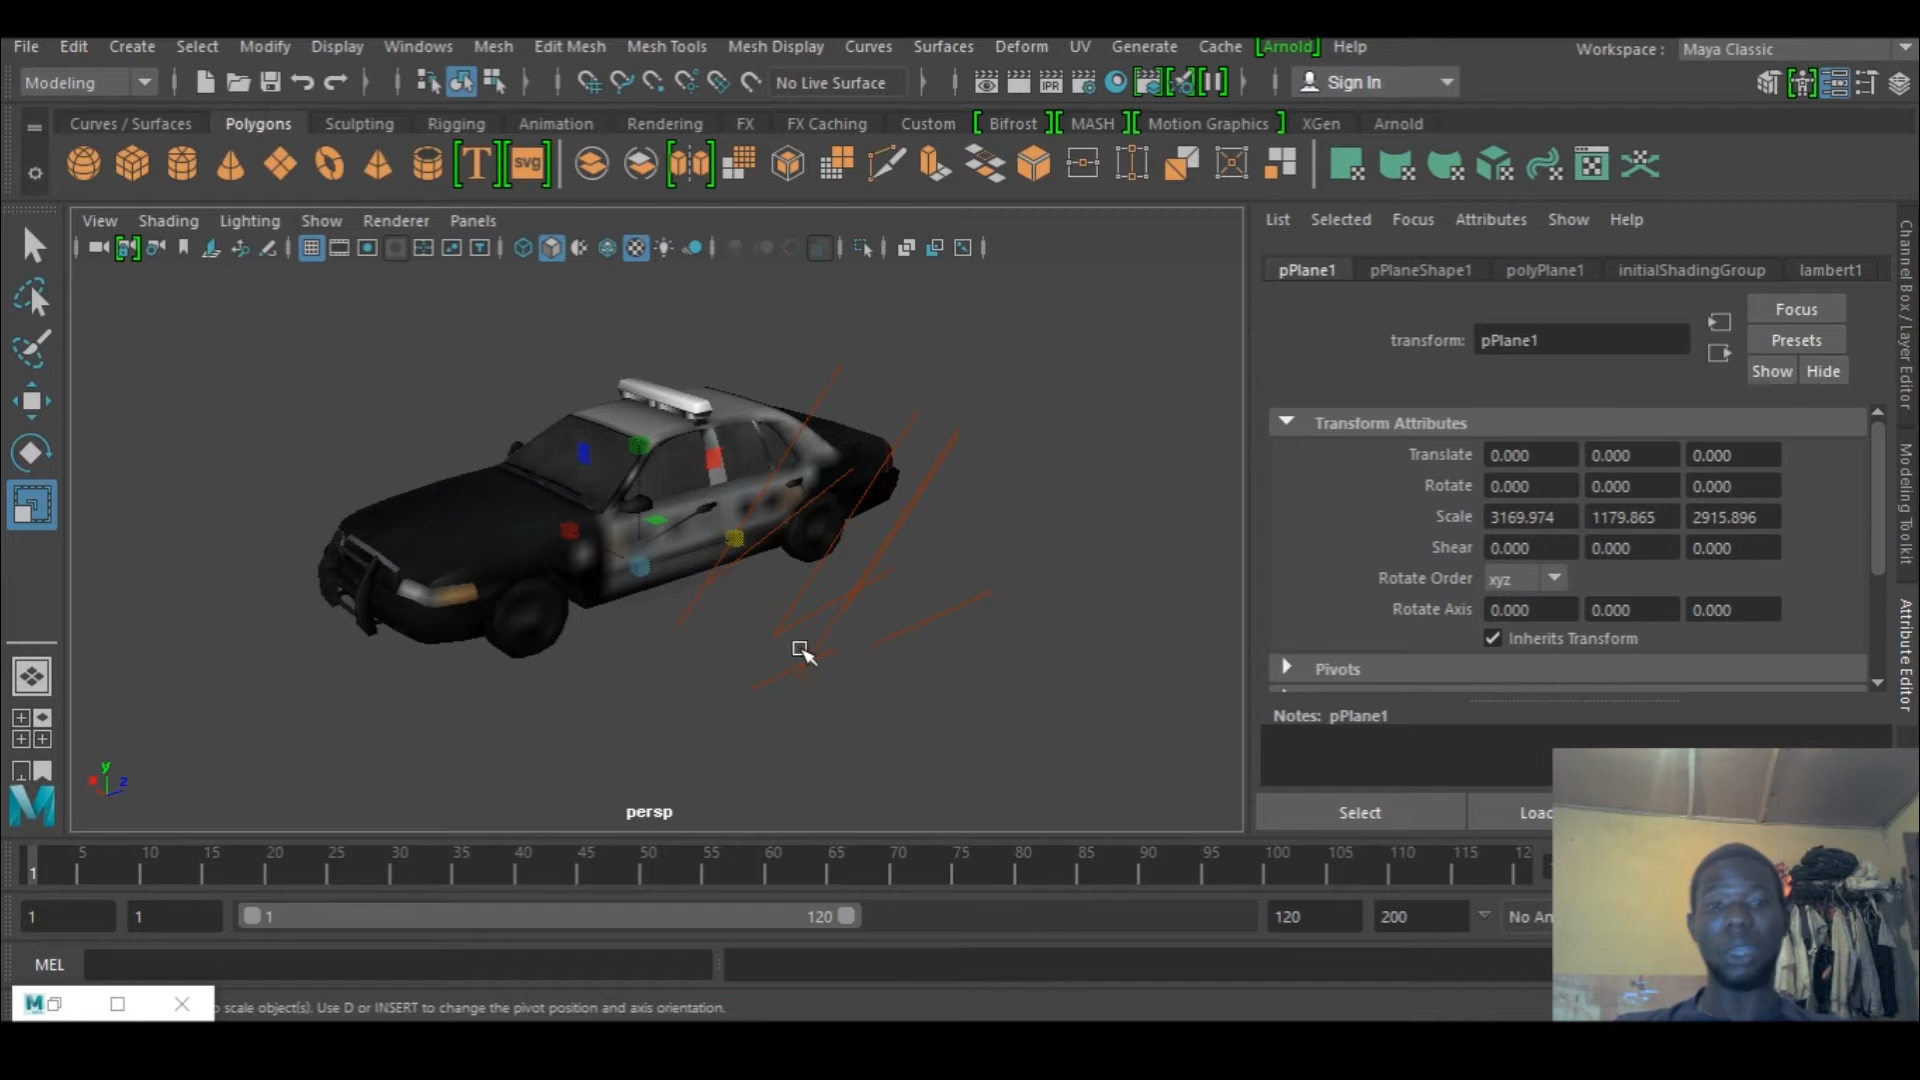 File Edit Create Select Modify Display Windows Mesh Edit Mesh Mesh Tools Mesh Display Curves Surfaces Deform UV Generate Cache [Arnold] Help Workspace : Maya Classic
Modeling No Live Surface IPR Sign In
Curves / Surfaces Polygons Sculpting Rigging Animation Rendering FX FX Caching Custom [ Bifrost ][ MASH ][ Motion Graphics ] XGen Arnold
T svg
View Shading Lighting Show Renderer Panels
List Selected Focus Attributes Show Help
pPlane1 pPlaneShape1 polyPlane1 initialShadingGroup lambert1
Focus
transform: pPlane1
Presets
Show Hide
Transform Attributes
Translate 0.000 0.000 0.000
Rotate 0.000 0.000 0.000
Scale 3169.974 1179.865 2915.896
Shear 0.000 0.000 0.000
Rotate Order xyz
Rotate Axis 0.000 0.000 0.000
Inherits Transform
Pivots
Notes: pPlane1
Select Loa
Channel Box / Layer Editor
Modeling Toolkit
Attribute Editor
y
z
persp
M
5 10 15 20 25 30 35 40 45 50 55 60 65 70 75 80 85 90 95 100 105 110 115 12
1
1 1 1 120 120 200 No An
MEL
M
scale object(s). Use D or INSERT to change the pivot position and axis orientation.